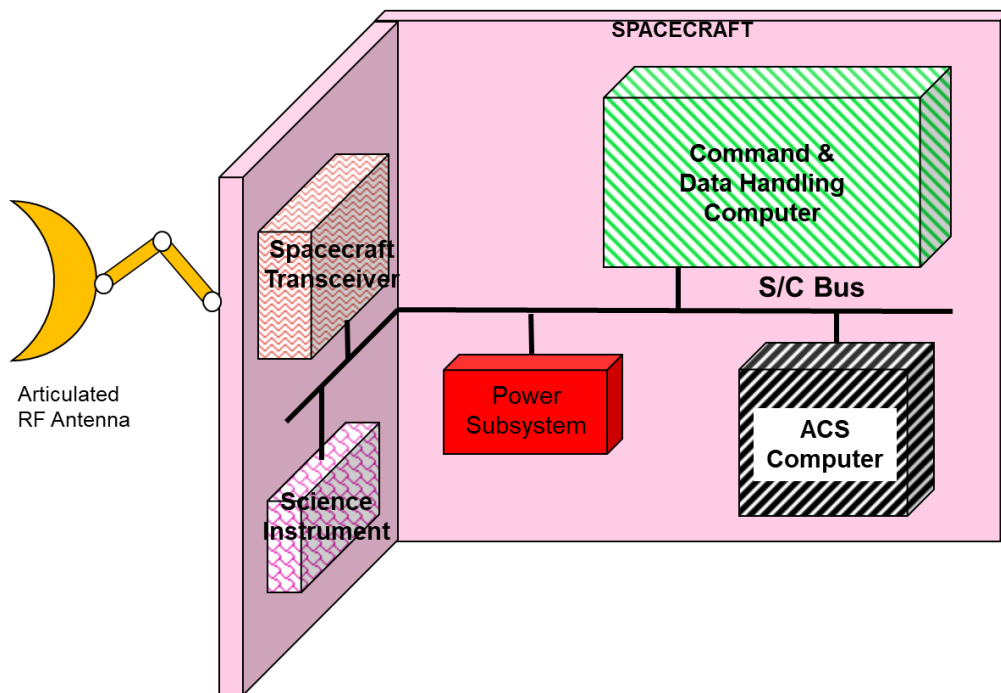 SPACECRAFT
Command &
Data Handling
Computer
Spacecraft
Transceiver
S/C Bus
Articulated
RF Antenna
Power
Subsystem
ACS
Computer
Science
Instrument